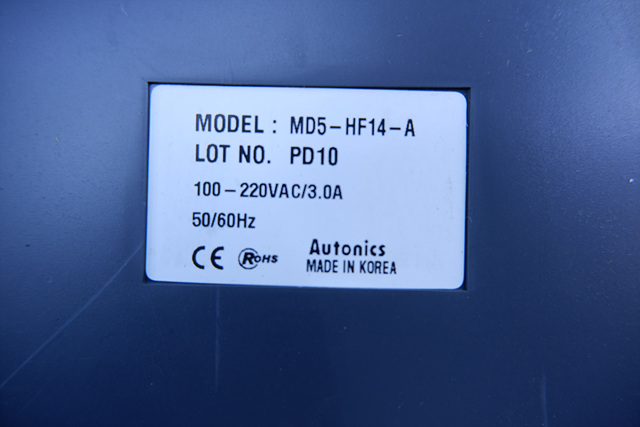 MODEL : MD5-HF14-A
LOT NO. PD10
100-220VAC/3.0A
50/60Hz
CE RoHS Autonics
MADE IN KOREA